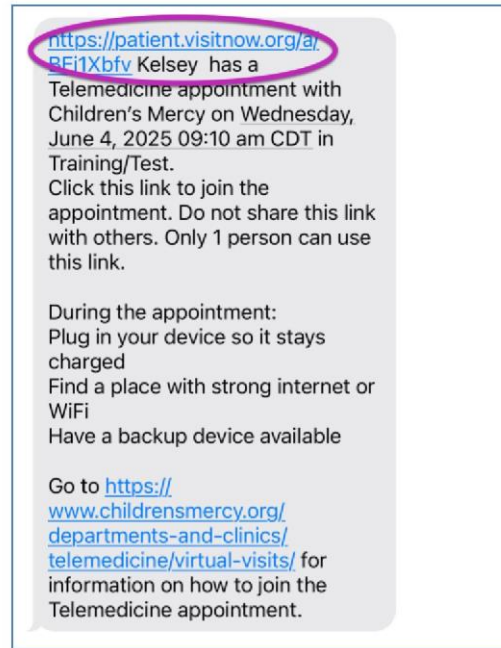 https://patient.visitnow.org/a/
BFi1Xbfv Kelsey  has a
Telemedicine appointment with
Children's Mercy on Wednesday,
June 4, 2025 09:10 am CDT in
Training/Test.
Click this link to join the
appointment. Do not share this link
with others. Only 1 person can use
this link.

During the appointment:
Plug in your device so it stays
charged
Find a place with strong internet or
WiFi
Have a backup device available

Go to https://
www.childrensmercy.org/
departments-and-clinics/
telemedicine/virtual-visits/ for
information on how to join the
Telemedicine appointment.